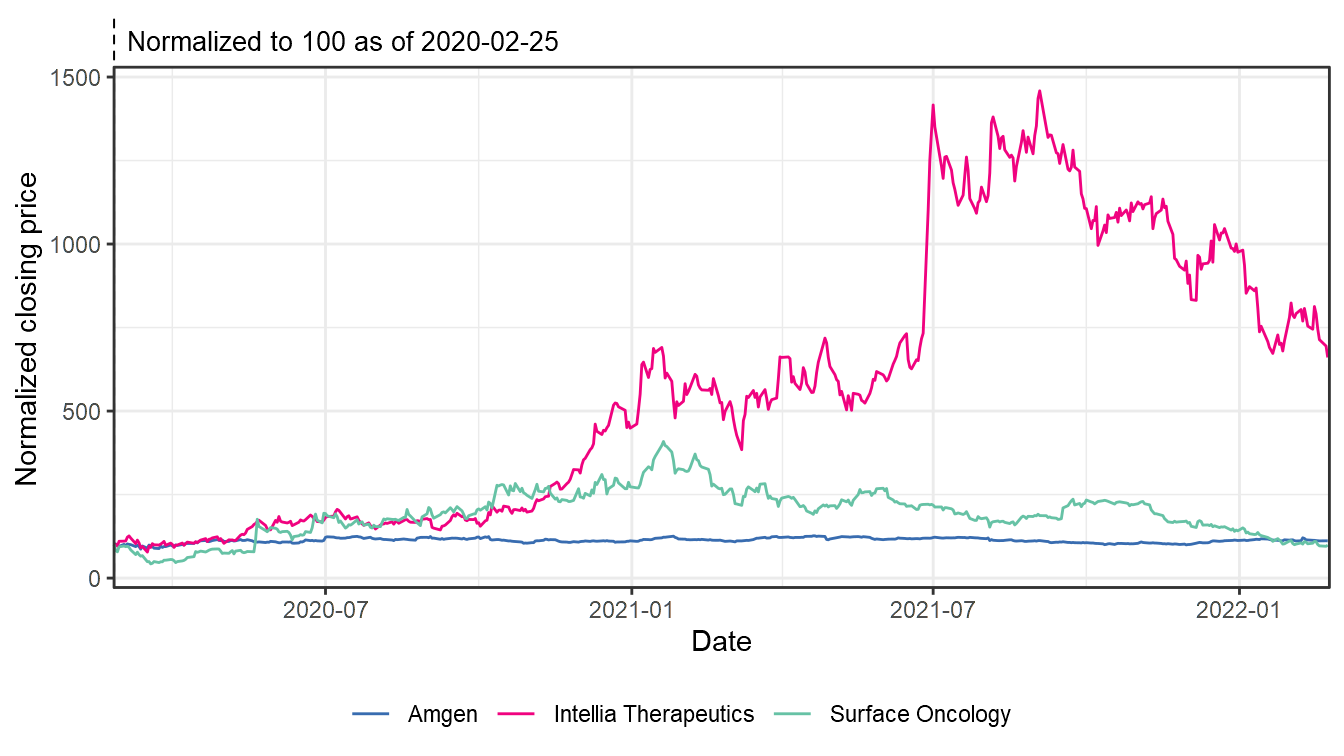 Normalized to 100 as of 2020-02-25
1500
1000
500
0
Normalized closing price
2020-07 2021-01 2021-07 2022-01
Date
Amgen Intellia Therapeutics Surface Oncology